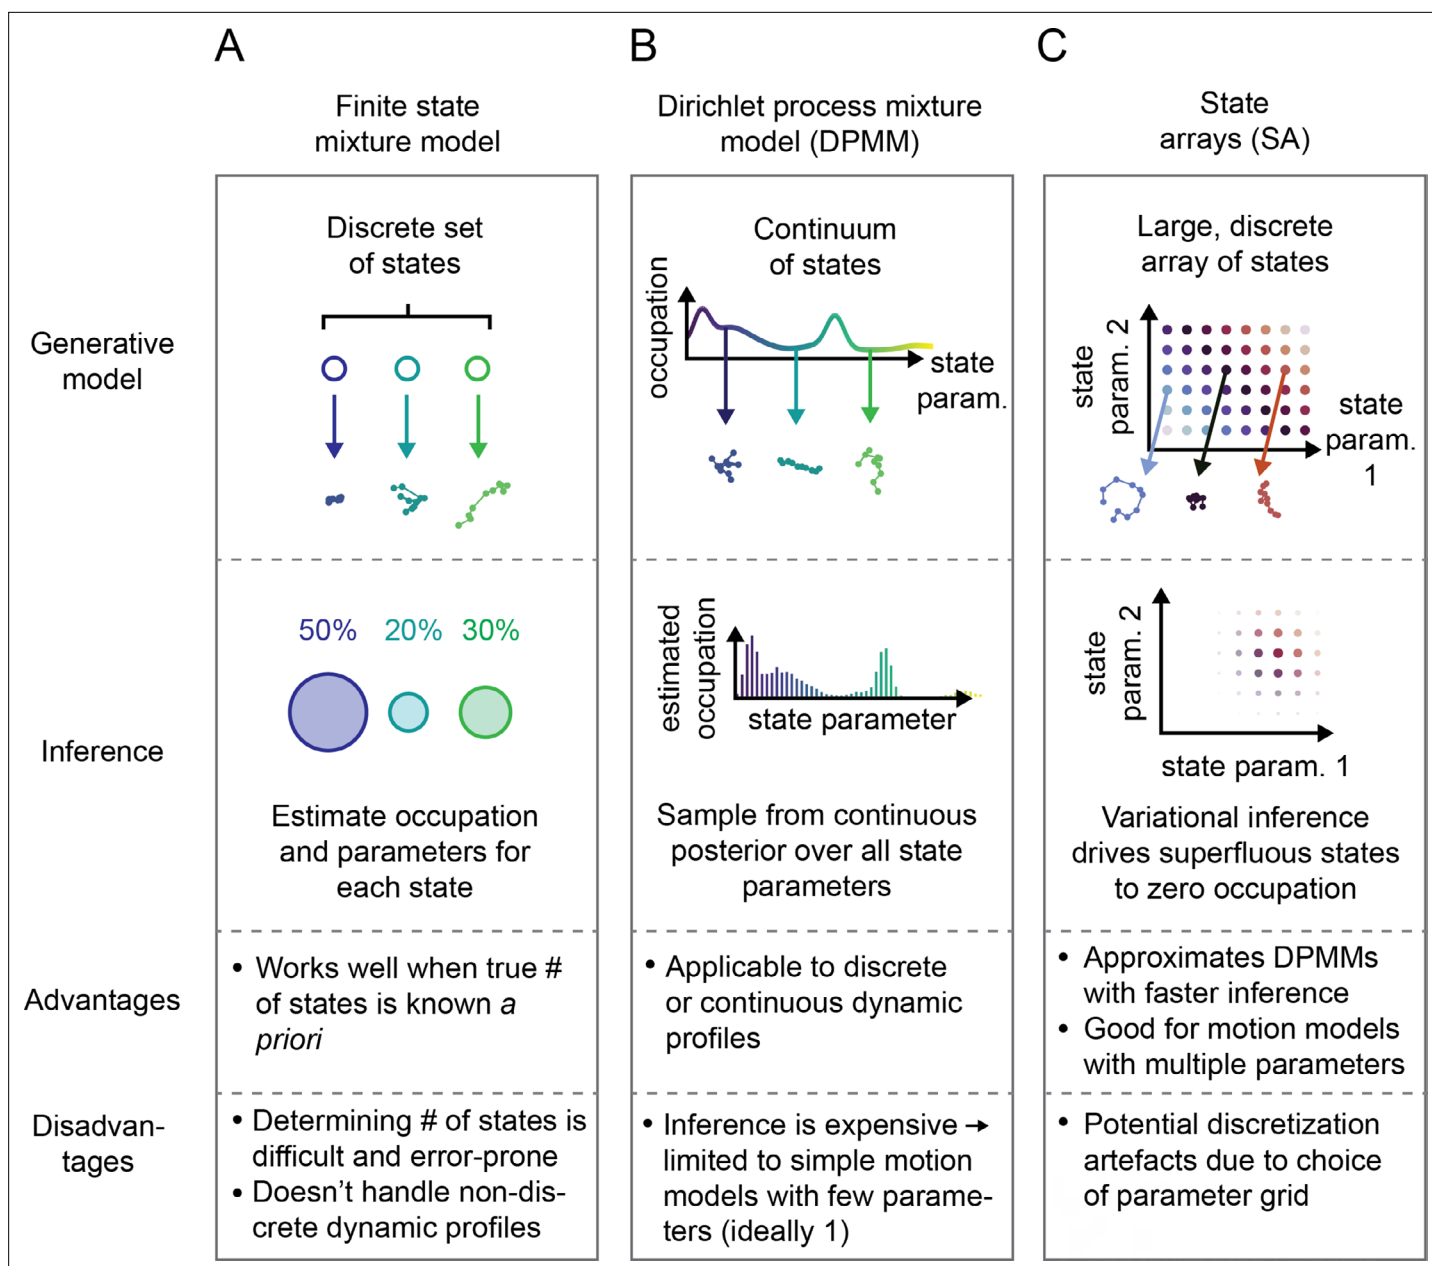 A
B
C
Finite state
mixture model
Dirichlet process mixture
model (DPMM)
State
arrays (SA)
Generative
model
Discrete set
of states
Continuum
of states
occupation
state
param.
Large, discrete
array of states
state
param. 2
state
param.
1
Inference
50%
20%
30%
Estimate occupation
and parameters for
each state
estimated
occupation
state parameter
Sample from continuous
posterior over all state
parameters
state
param. 2
state param. 1
Variational inference
drives superfluous states
to zero occupation
Advantages
• Works well when true #
of states is known a
priori
• Applicable to discrete
or continuous dynamic
profiles
• Approximates DPMMs
with faster inference
• Good for motion models
with multiple parameters
Disadvan-
tages
• Determining # of states is
difficult and error-prone
• Doesn't handle non-dis-
crete dynamic profiles
• Inference is expensive →
limited to simple motion
models with few parame-
ters (ideally 1)
• Potential discretization
artefacts due to choice
of parameter grid